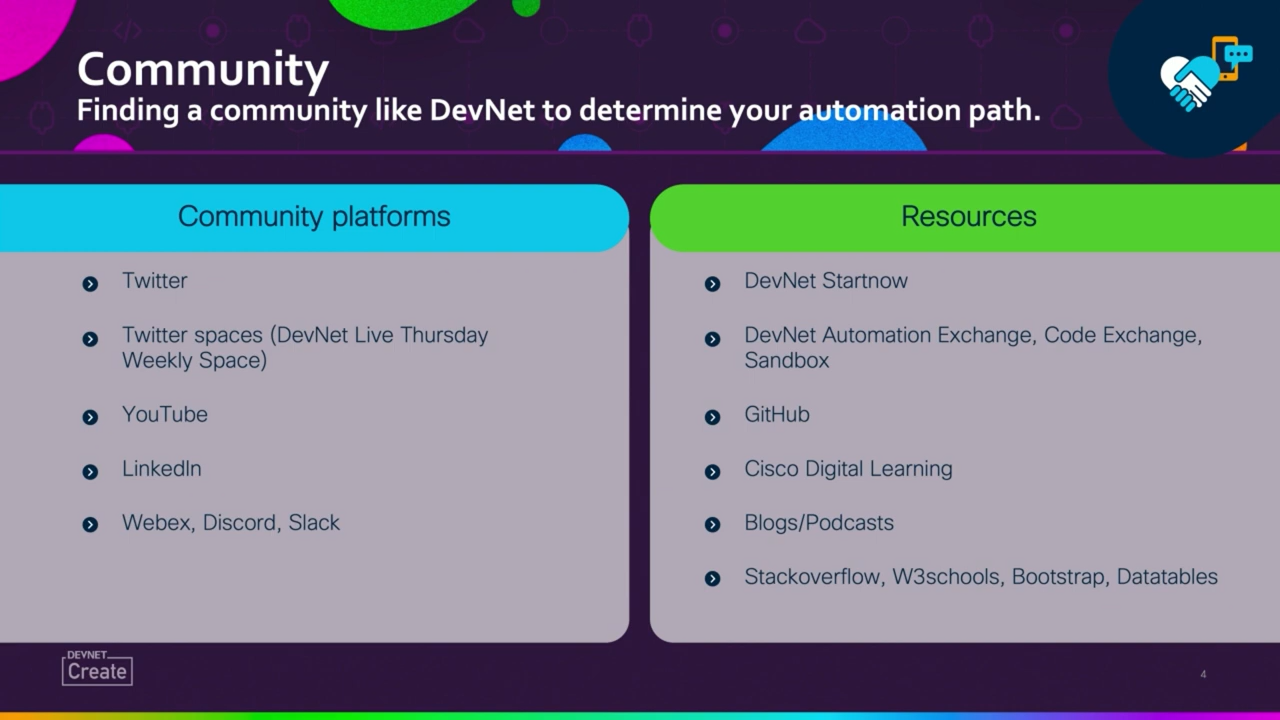 Community
Finding a community like DevNet to determine your automation path.
Community platforms
Twitter
Twitter spaces (DevNet Live Thursday
Weekly Space)
YouTube
LinkedIn
Webex, Discord, Slack
Resources
DevNet Startnow
DevNet Automation Exchange, Code Exchange,
Sandbox
GitHub
Cisco Digital Learning
Blogs/Podcasts
Stackoverflow, W3schools, Bootstrap, Datatables
DEVNET
Create
4